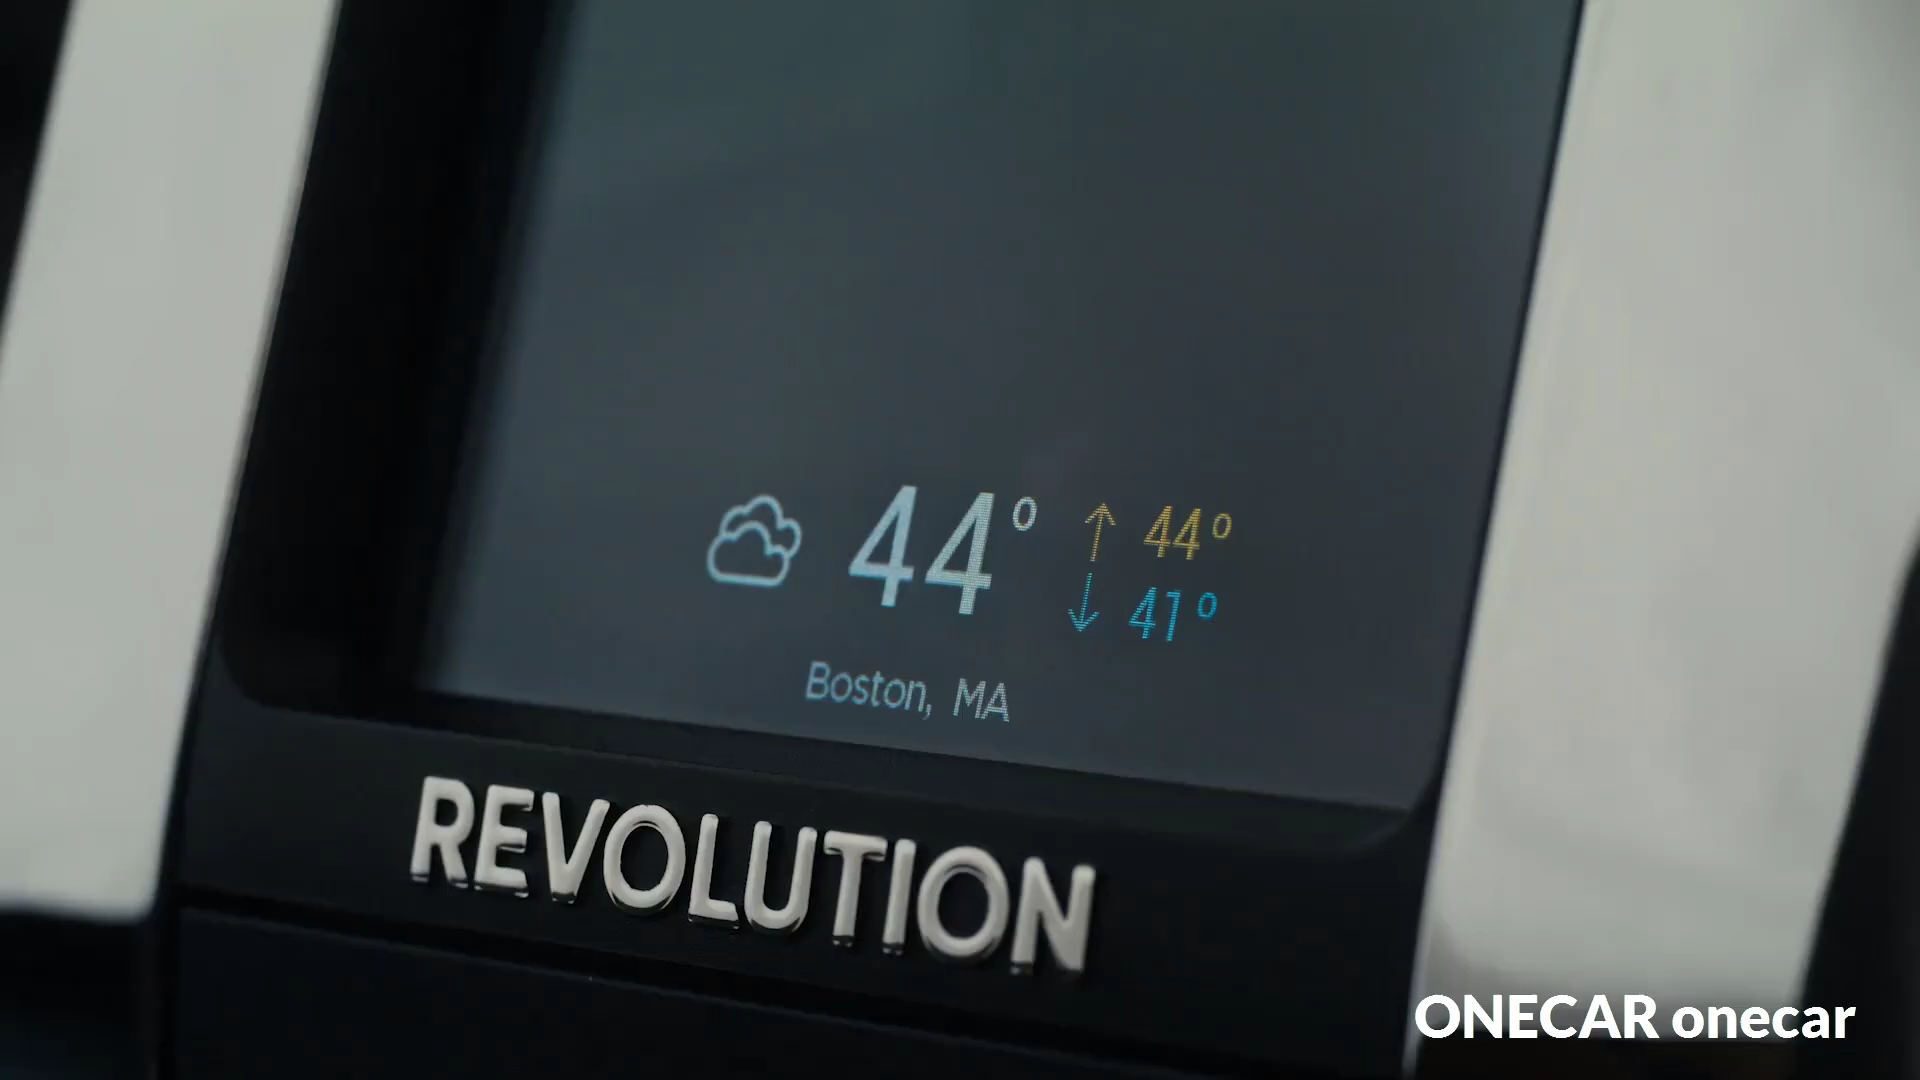 44° ↑ 44°
↓ 41°
Boston, MA
REVOLUTION
ONECAR onecar